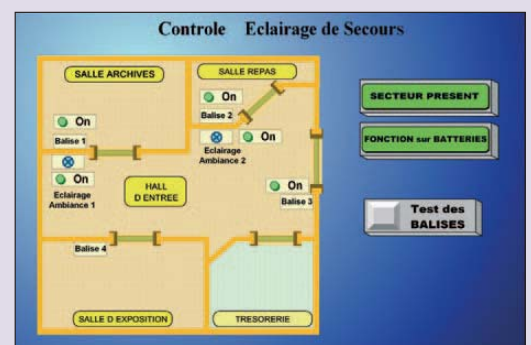 Controle Eclairage de Secours
SALLE ARCHIVES
SALLE REPAS
On
Balise 2
On
Balise 1
On
Eclairage
Ambiance 2
On
Eclairage
Ambiance 1
HALL
D ENTREE
On
Balise 3
Balise 4
SALLE D EXPOSITION
TRESORERIE
SECTEUR PRESENT
FONCTION sur BATTERIES
Test des
BALISES